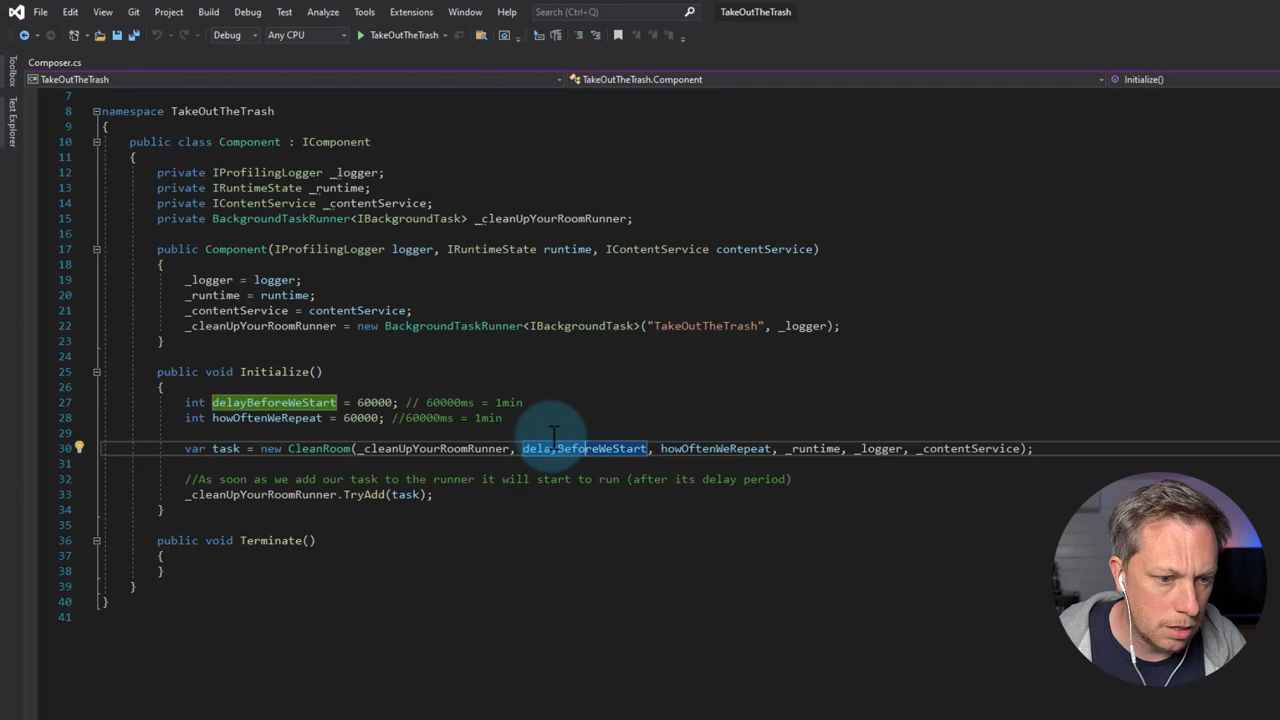 File Edit View Git Project Build Debug Test Analyze Tools Extensions Window Help Search (Ctrl+Q) TakeOutTheTrash
Debug Any CPU TakeOutTheTrash
Toolbox
Test Explorer
Composer.cs
TakeOutTheTrash TakeOutTheTrash.Component Initialize()
7
8 namespace TakeOutTheTrash
9 {
10 public class Component : IComponent
11 {
12 private IProfilingLogger _logger;
13 private IRuntimeState _runtime;
14 private IContentService _contentService;
15 private BackgroundTaskRunner<IBackgroundTask> _cleanUpYourRoomRunner;
16
17 public Component(IProfilingLogger logger, IRuntimeState runtime, IContentService contentService)
18 {
19 _logger = logger;
20 _runtime = runtime;
21 _contentService = contentService;
22 _cleanUpYourRoomRunner = new BackgroundTaskRunner<IBackgroundTask>("TakeOutTheTrash", _logger);
23 }
24
25 public void Initialize()
26 {
27 int delayBeforeWeStart = 60000; // 60000ms = 1min
28 int howOftenWeRepeat = 60000; //60000ms = 1min
29
30 var task = new CleanRoom(_cleanUpYourRoomRunner, delayBeforeWeStart, howOftenWeRepeat, _runtime, _logger, _contentService);
31
32 //As soon as we add our task to the runner it will start to run (after its delay period)
33 _cleanUpYourRoomRunner.TryAdd(task);
34 }
35
36 public void Terminate()
37 {
38 }
39 }
40 }
41